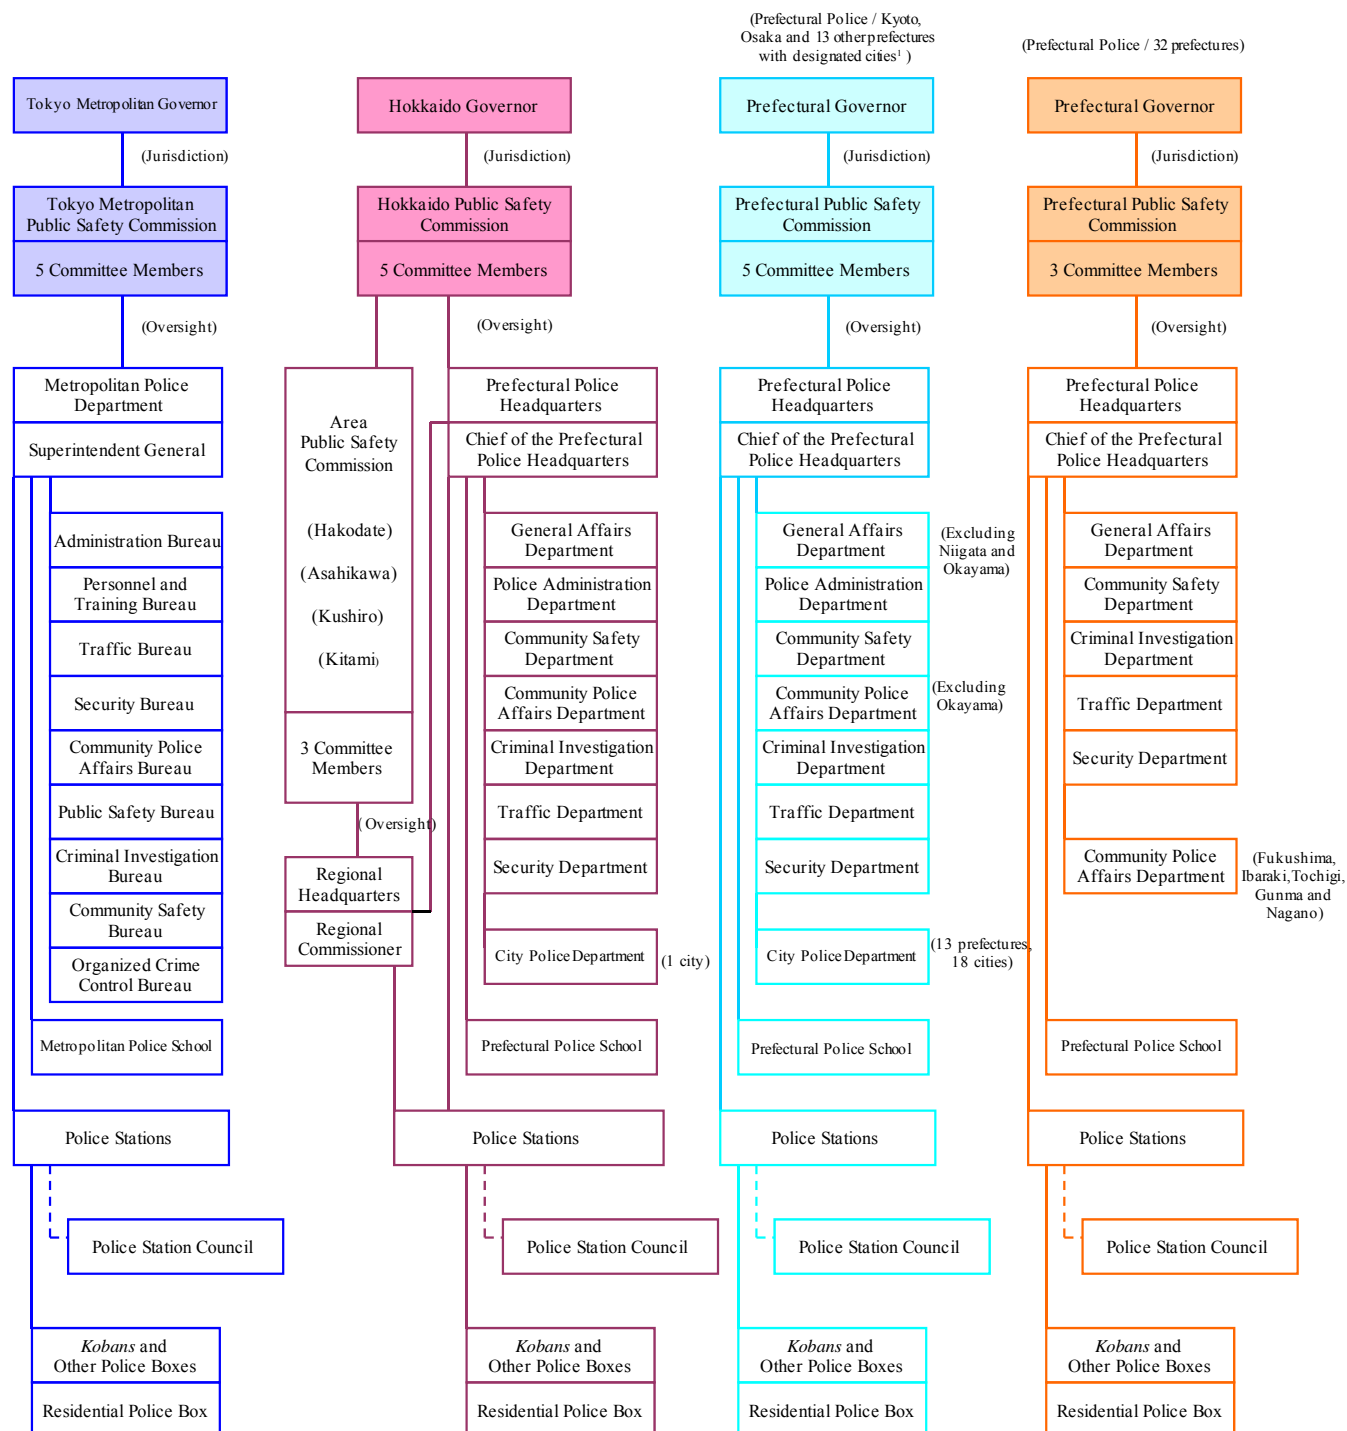 (Prefectural Police / Kyoto,
Osaka and 13 other prefectures
with designated cities¹ )
(Prefectural Police / 32 prefectures)
Tokyo Metropolitan Governor
(Jurisdiction)
Tokyo Metropolitan
Public Safety Commission
5 Committee Members
(Oversight)
Metropolitan Police
Department
Superintendent General
Administration Bureau
Personnel and
Training Bureau
Traffic Bureau
Security Bureau
Community Police
Affairs Bureau
Public Safety Bureau
Criminal Investigation
Bureau
Community Safety
Bureau
Organized Crime
Control Bureau
Metropolitan Police School
Police Stations
Police Station Council
Kobans and
Other Police Boxes
Residential Police Box
Hokkaido Governor
(Jurisdiction)
Hokkaido Public Safety
Commission
5 Committee Members
(Oversight)
Area
Public Safety
Commission
(Hakodate)
(Asahikawa)
(Kushiro)
(Kitami)
3 Committee
Members
(Oversight)
Regional
Headquarters
Regional
Commissioner
Prefectural Police
Headquarters
Chief of the Prefectural
Police Headquarters
General Affairs
Department
Police Administration
Department
Community Safety
Department
Community Police
Affairs Department
Criminal Investigation
Department
Traffic Department
Security Department
City Police Department
(1 city)
Prefectural Police School
Police Stations
Police Station Council
Kobans and
Other Police Boxes
Residential Police Box
Prefectural Governor
(Jurisdiction)
Prefectural Public Safety
Commission
5 Committee Members
(Oversight)
Prefectural Police
Headquarters
Chief of the Prefectural
Police Headquarters
General Affairs
Department
(Excluding
Niigata and
Okayama)
Police Administration
Department
Community Safety
Department
Community Police
Affairs Department
(Excluding
Okayama)
Criminal Investigation
Department
Traffic Department
Security Department
City Police Department
(13 prefectures,
18 cities)
Prefectural Police School
Police Stations
Police Station Council
Kobans and
Other Police Boxes
Residential Police Box
Prefectural Governor
(Jurisdiction)
Prefectural Public Safety
Commission
3 Committee Members
(Oversight)
Prefectural Police
Headquarters
Chief of the Prefectural
Police Headquarters
General Affairs
Department
Community Safety
Department
Criminal Investigation
Department
Traffic Department
Security Department
Community Police
Affairs Department
(Fukushima,
Ibaraki,Tochigi,
Gunma and
Nagano)
Prefectural Police School
Police Stations
Police Station Council
Kobans and
Other Police Boxes
Residential Police Box